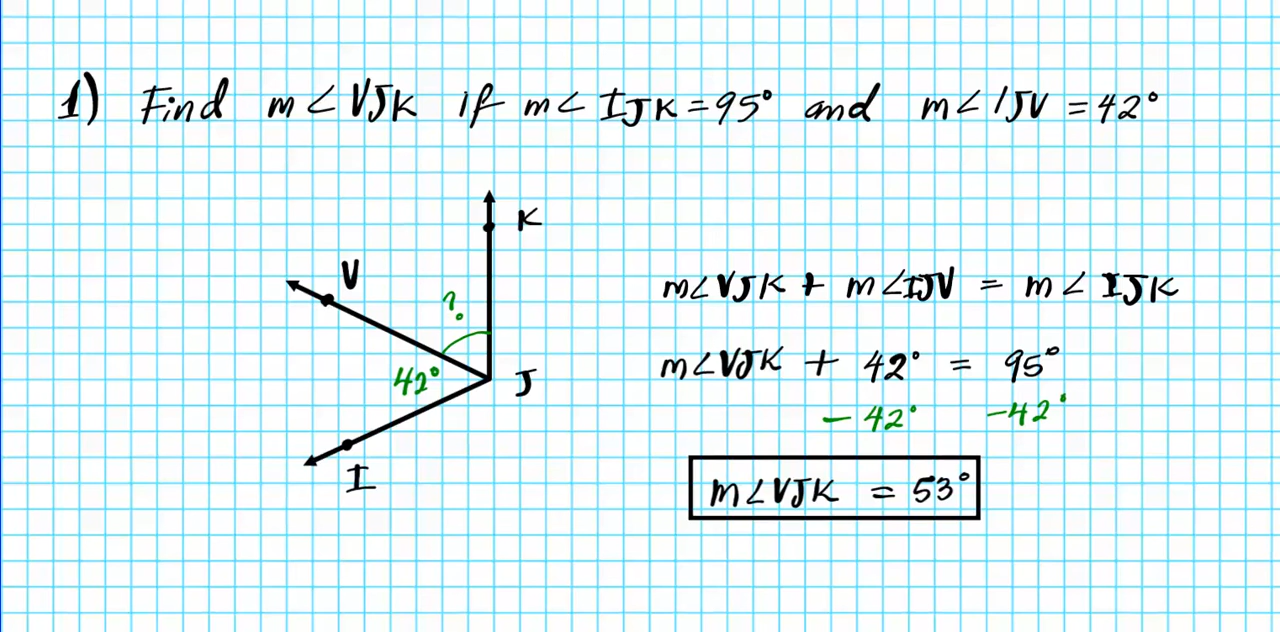 1) Find m∠VJK if m∠IJK=95° and m∠IJV=42°
K
V
?
42°
J
I
m∠VJK + m∠IJV = m∠IJK
m∠VJK + 42° = 95°
-42° -42°
m∠VJK = 53°